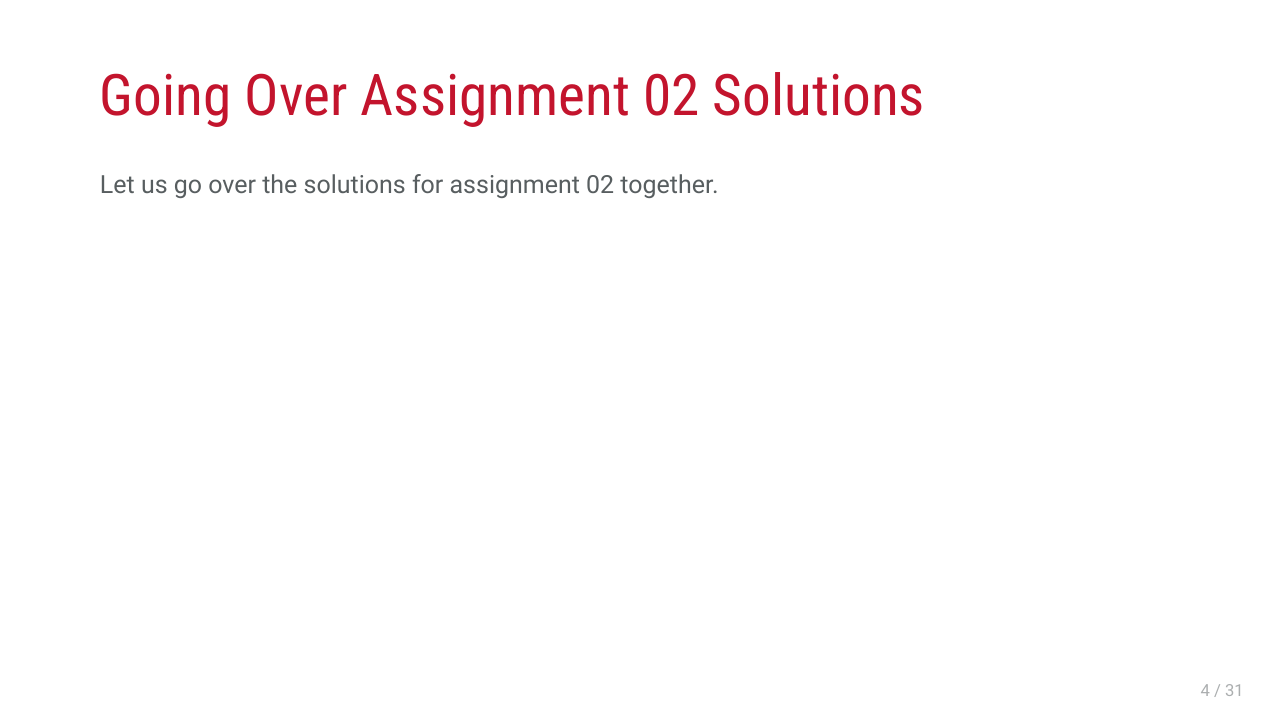 Going Over Assignment 02 Solutions
Let us go over the solutions for assignment 02 together.
4 / 31